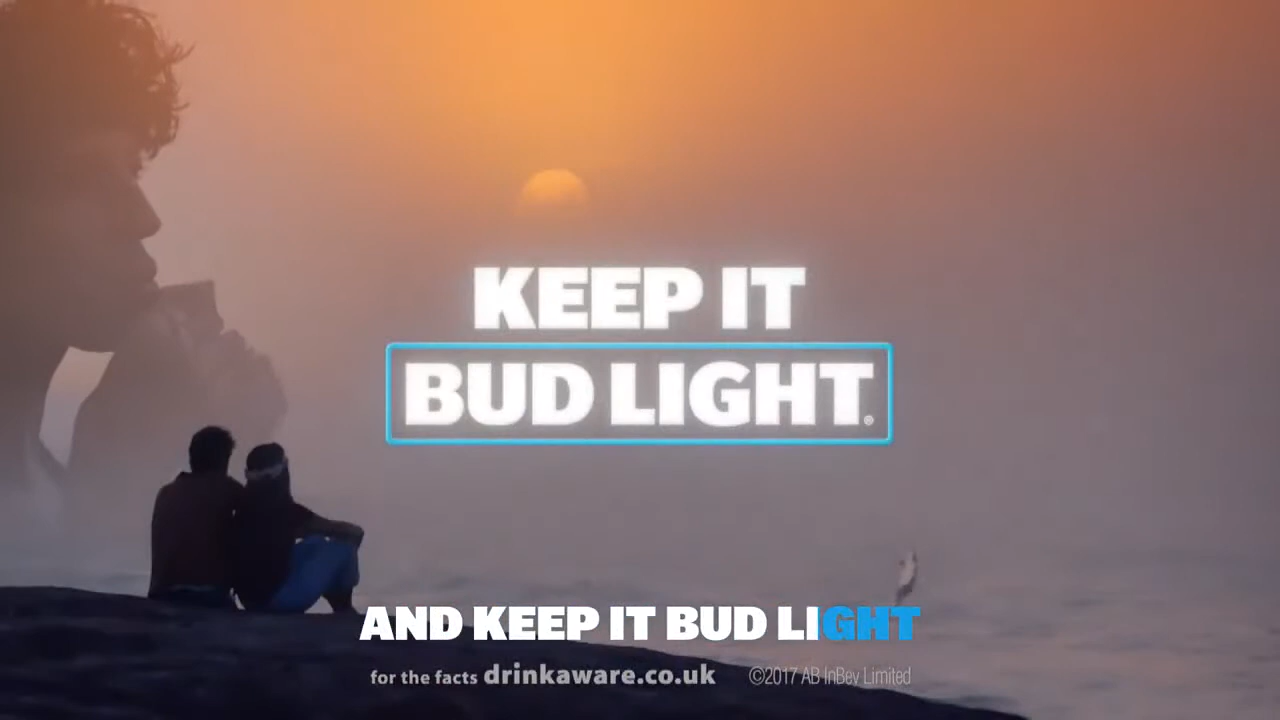 KEEP IT
BUD LIGHT®
AND KEEP IT BUD LIGHT
for the facts drinkaware.co.uk ©2017 AB InBev Limited